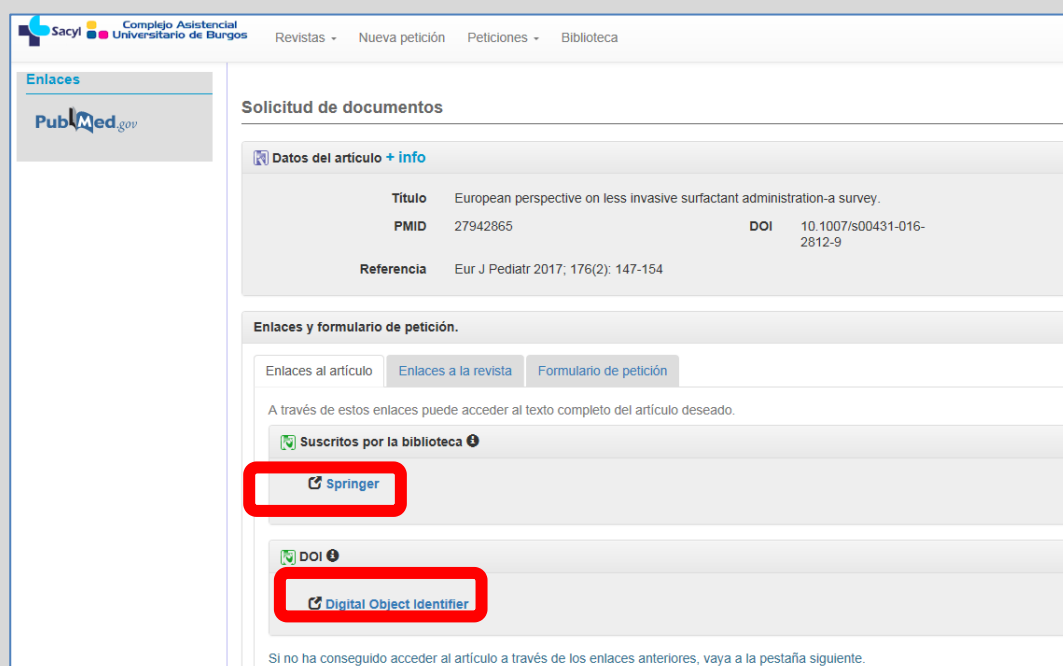 Sacyl
Complejo Asistencial
Universitario de Burgos
Revistas
Nueva petición
Peticiones
Biblioteca
Enlaces
PubMed.gov
Solicitud de documentos
Datos del artículo + info
Título European perspective on less invasive surfactant administration-a survey.
PMID 27942865 DOI 10.1007/s00431-016-
2812-9
Referencia Eur J Pediatr 2017; 176(2): 147-154
Enlaces y formulario de petición.
Enlaces al artículo Enlaces a la revista Formulario de petición
A través de estos enlaces puede acceder al texto completo del artículo deseado.
Suscritos por la biblioteca
Springer
DOI
Digital Object Identifier
Si no ha conseguido acceder al artículo a través de los enlaces anteriores, vaya a la pestaña siguiente.